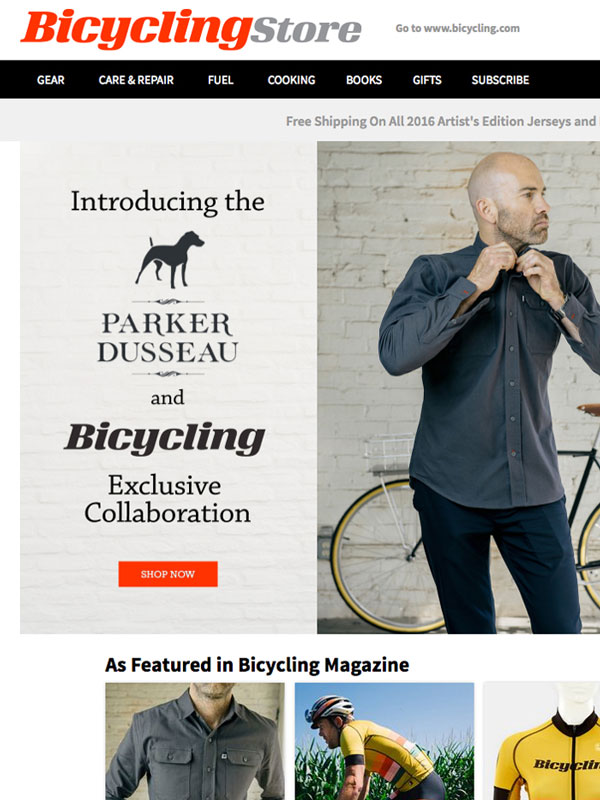 BicyclingStore
Go to www.bicycling.com
GEAR CARE & REPAIR FUEL COOKING BOOKS GIFTS SUBSCRIBE
Free Shipping On All 2016 Artist's Edition Jerseys and
Introducing the
PARKER
DUSSEAU
and
Bicycling
Exclusive
Collaboration
SHOP NOW
As Featured in Bicycling Magazine
Bicyclin